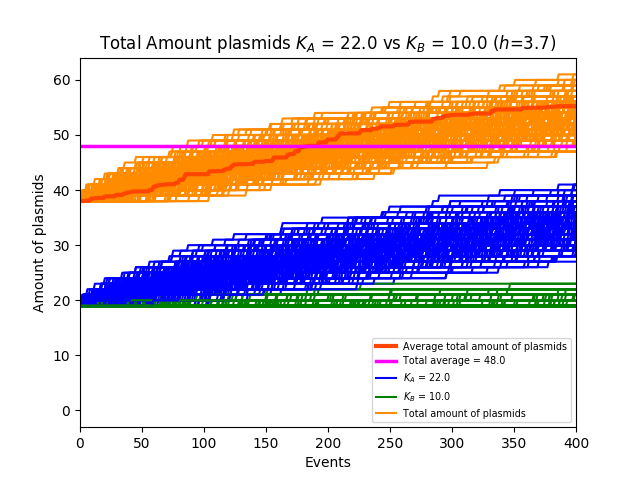 Total Amount plasmids K_A = 22.0 vs K_B = 10.0 (h=3.7)
Amount of plasmids
60
50
40
30
20
10
0
Average total amount of plasmids
Total average = 48.0
K_A = 22.0
K_B = 10.0
Total amount of plasmids
0 50 100 150 200 250 300 350 400
Events